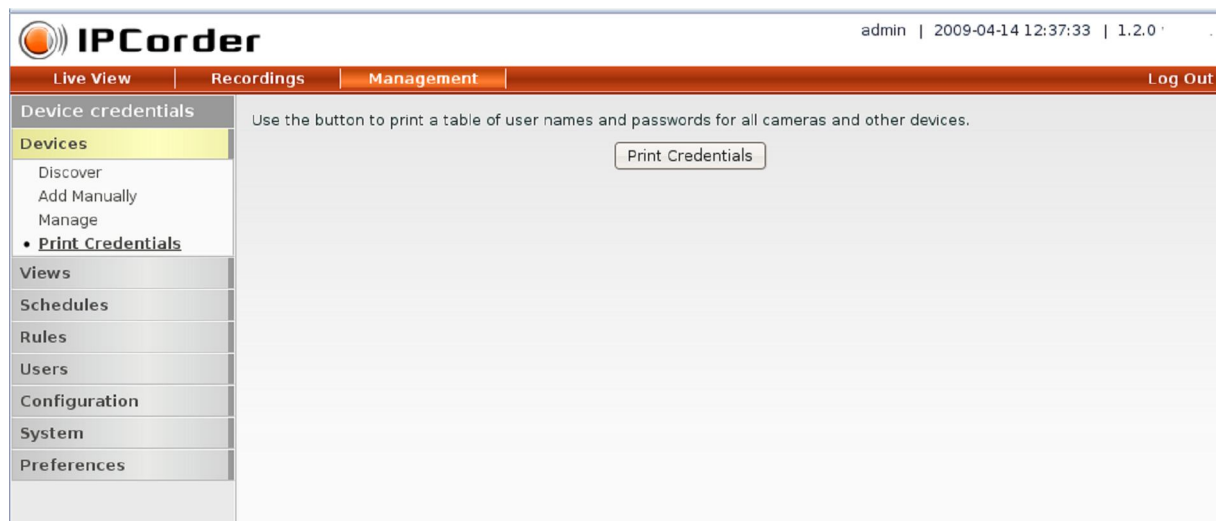 IPCorder
admin | 2009-04-14 12:37:33 | 1.2.0
Live View | Recordings | Management | Log Out
Device credentials
Use the button to print a table of user names and passwords for all cameras and other devices.
Print Credentials
Devices
Discover
Add Manually
Manage
• Print Credentials
Views
Schedules
Rules
Users
Configuration
System
Preferences